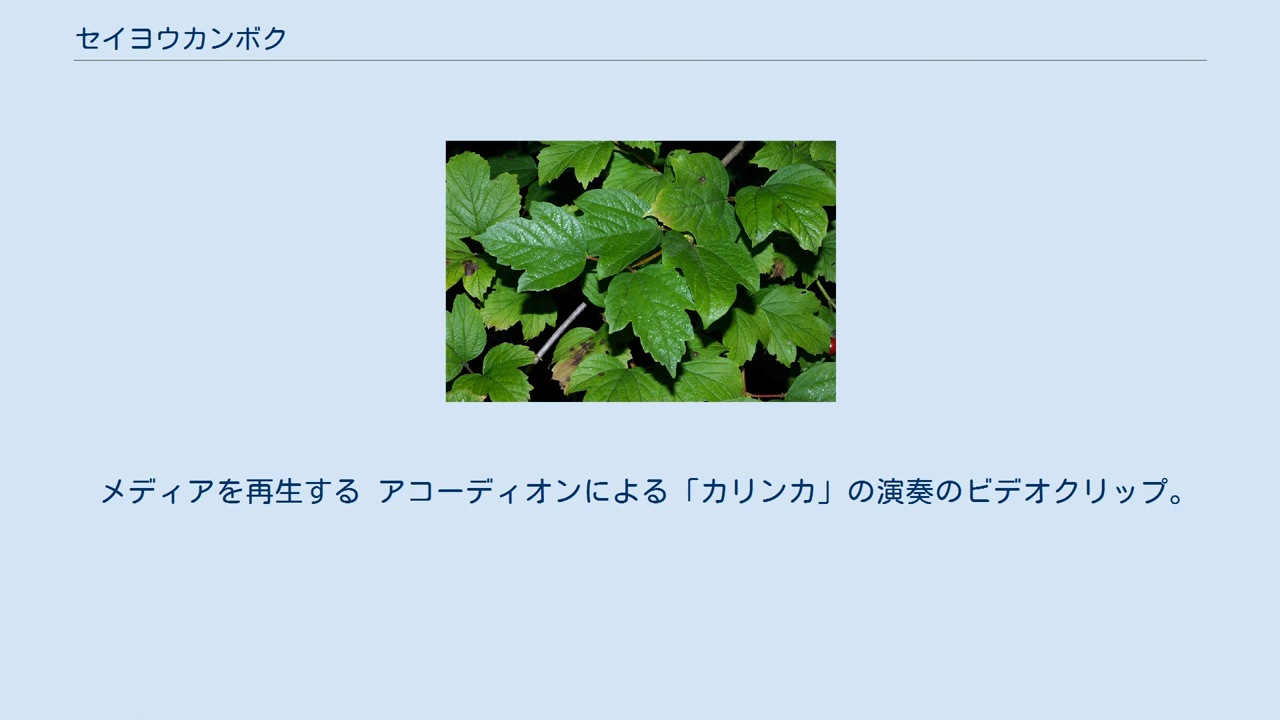 セイヨウカンボク
メディアを再生する アコーディオンによる「カリンカ」の演奏のビデオクリップ。